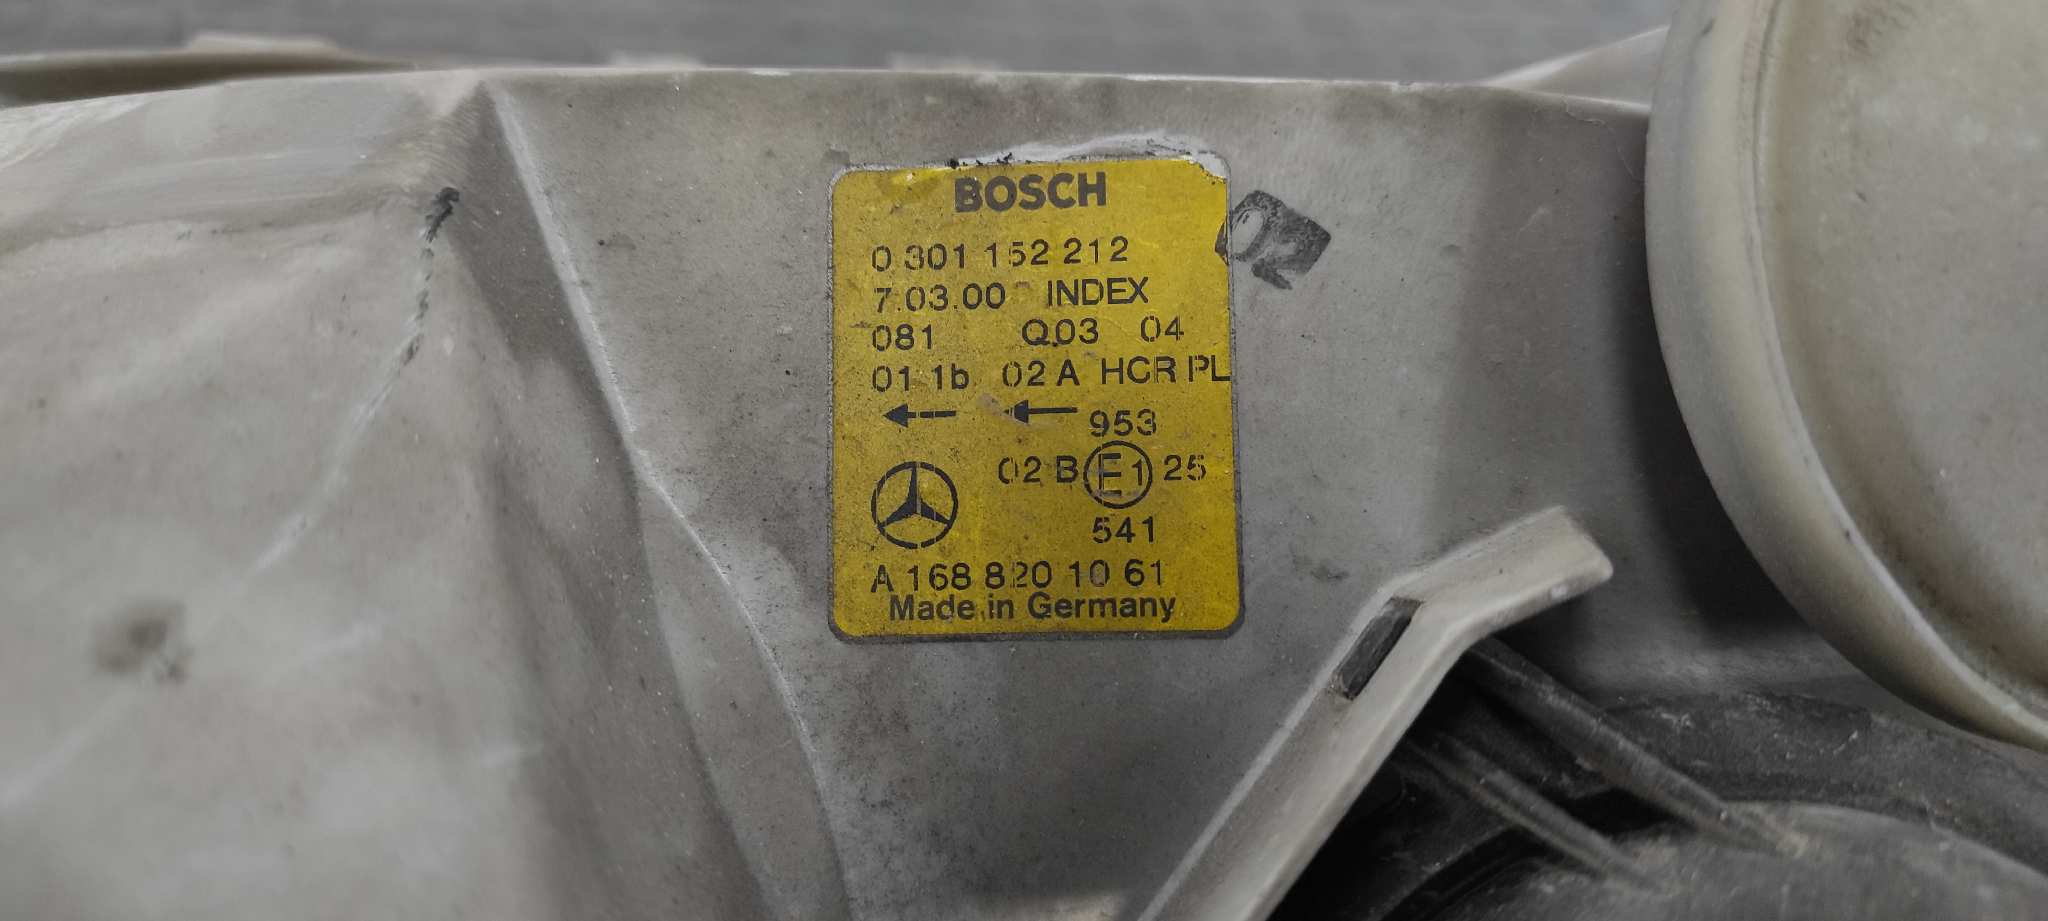 BOSCH
0 301 152 212
7.03.00 INDEX
081 Q.03 04
01 1b 02 A HCR PL
953
02 B E1 25
541
A 168 820 10 61
Made in Germany